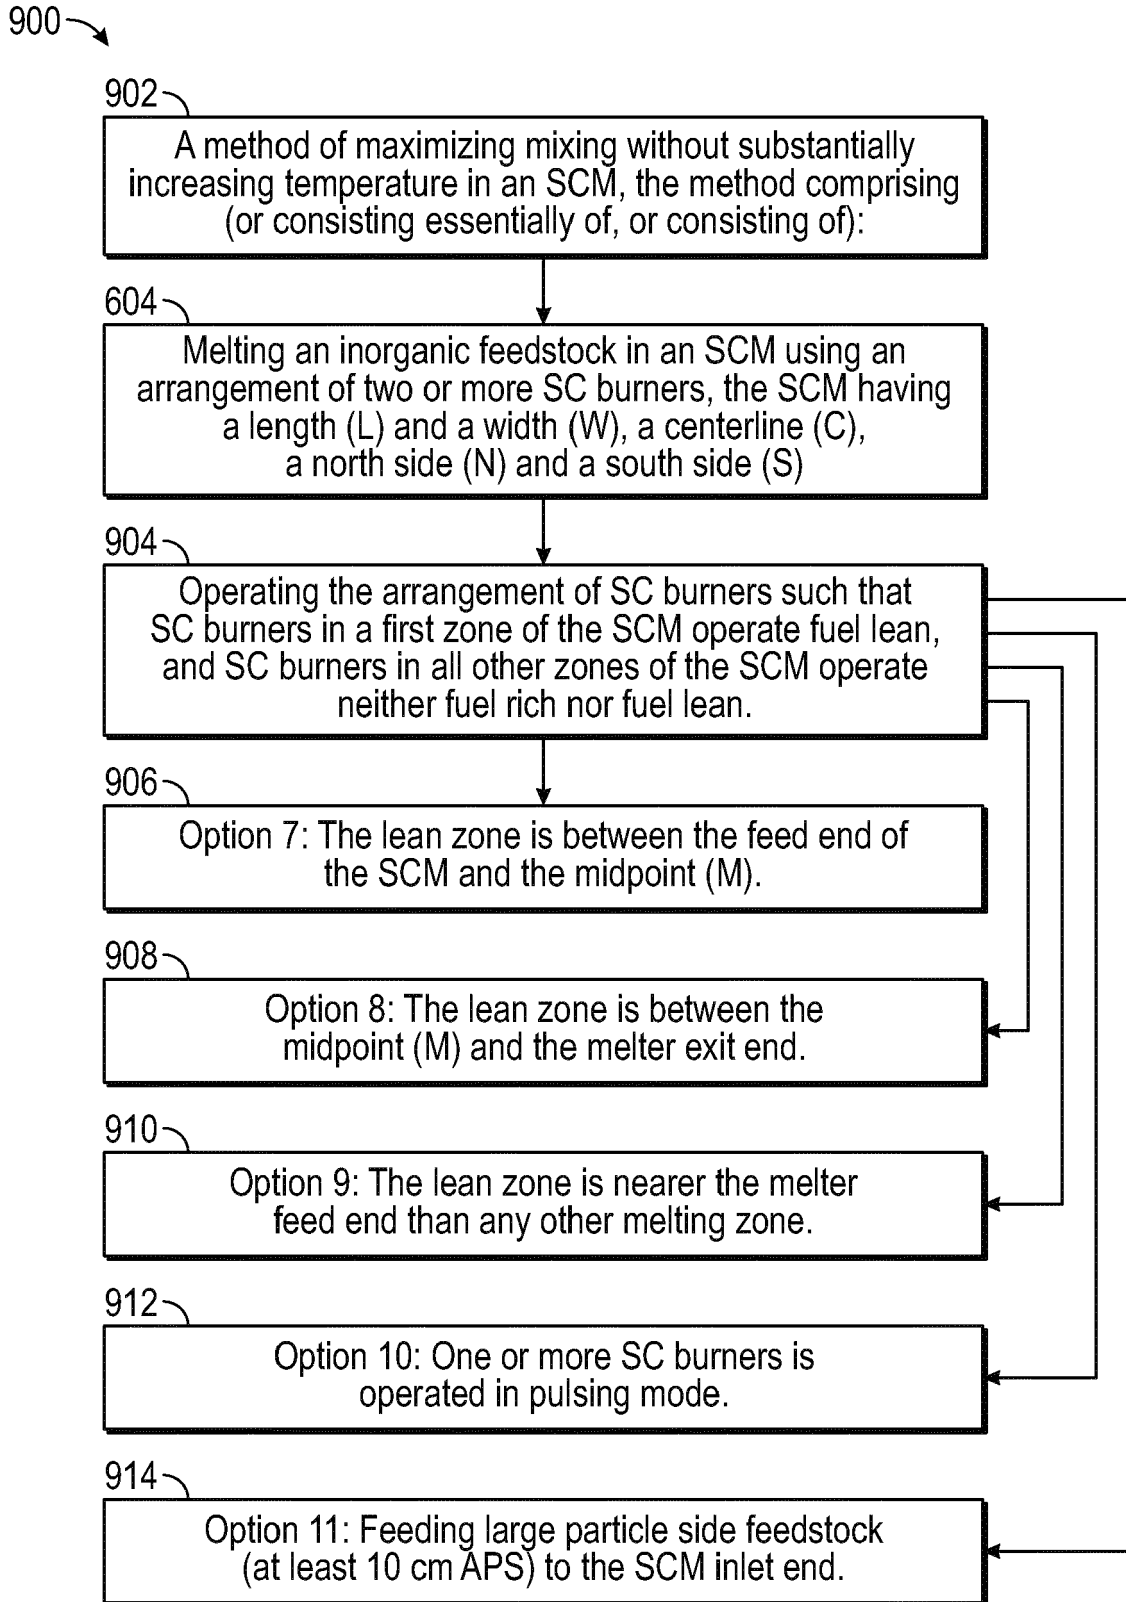 900
902
A method of maximizing mixing without substantially
increasing temperature in an SCM, the method comprising
(or consisting essentially of, or consisting of):
604
Melting an inorganic feedstock in an SCM using an
arrangement of two or more SC burners, the SCM having
a length (L) and a width (W), a centerline (C),
a north side (N) and a south side (S)
904
Operating the arrangement of SC burners such that
SC burners in a first zone of the SCM operate fuel lean,
and SC burners in all other zones of the SCM operate
neither fuel rich nor fuel lean.
906
Option 7: The lean zone is between the feed end of
the SCM and the midpoint (M).
908
Option 8: The lean zone is between the
midpoint (M) and the melter exit end.
910
Option 9: The lean zone is nearer the melter
feed end than any other melting zone.
912
Option 10: One or more SC burners is
operated in pulsing mode.
914
Option 11: Feeding large particle side feedstock
(at least 10 cm APS) to the SCM inlet end.